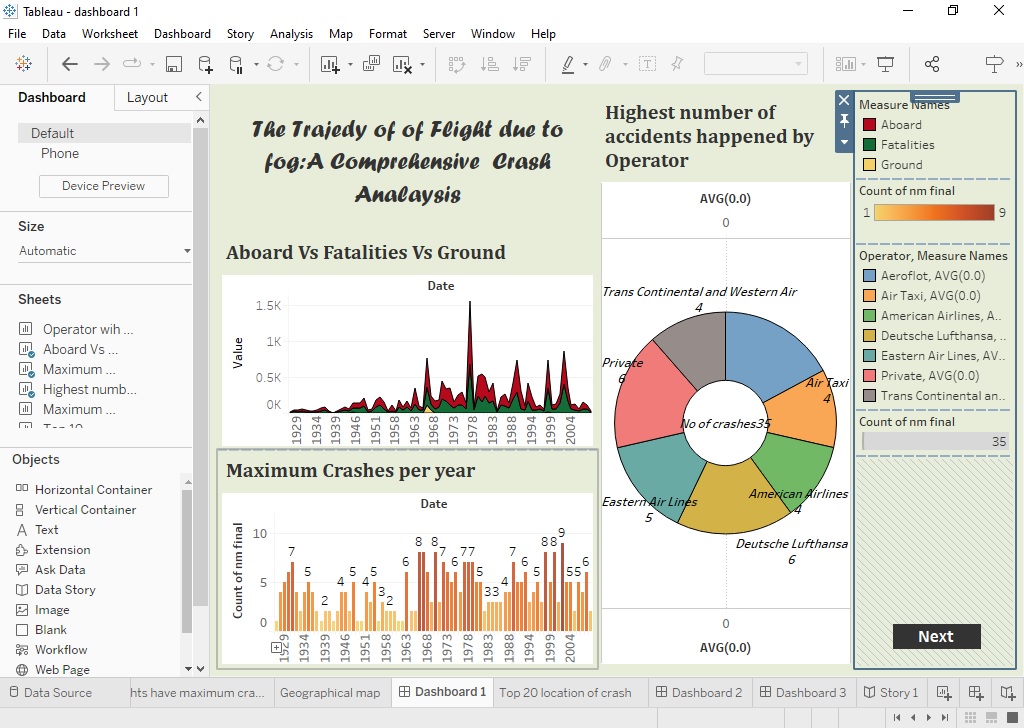 Tableau - dashboard 1
File Data Worksheet Dashboard Story Analysis Map Format Server Window Help
Dashboard Layout
Default
Phone
Device Preview
Size
Automatic
Sheets
Operator wih ...
Aboard Vs ...
Maximum ...
Highest numb...
Maximum ...
Top 10
Objects
Horizontal Container
Vertical Container
Text
Extension
Ask Data
Data Story
Image
Blank
Workflow
Web Page
The Trajedy of of Flight due to
fog:A Comprehensive Crash
Analaysis
Aboard Vs Fatalities Vs Ground
Date
Value
1.5K
1K
0.5K
0K
1929 1934 1939 1946 1951 1958 1963 1968 1973 1978 1983 1988 1994 1999 2004
Maximum Crashes per year
Date
Count of nm final
10
5
0
7 5 2 4 5 4 5 3 2 6 8 8 7 6 7 7 5 3 3 4 7 6 5 8 8 9 5 5 6
1929 1934 1939 1946 1951 1958 1963 1968 1973 1978 1983 1988 1994 1999 2004
Highest number of
accidents happened by
Operator
AVG(0.0)
0
Trans Continental and Western Air
4
Private
6
Air Taxi
4
No of crashes35
American Airlines
4
Eastern Air Lines
5
Deutsche Lufthansa
6
0
AVG(0.0)
Measure Names
Aboard
Fatalities
Ground
Count of nm final
1 9
Operator, Measure Names
Aeroflot, AVG(0.0)
Air Taxi, AVG(0.0)
American Airlines, A..
Deutsche Lufthansa, ..
Eastern Air Lines, AV..
Private, AVG(0.0)
Trans Continental an..
Count of nm final
35
Next
Data Source hts have maximum cra... Geographical map Dashboard 1 Top 20 location of crash Dashboard 2 Dashboard 3 Story 1